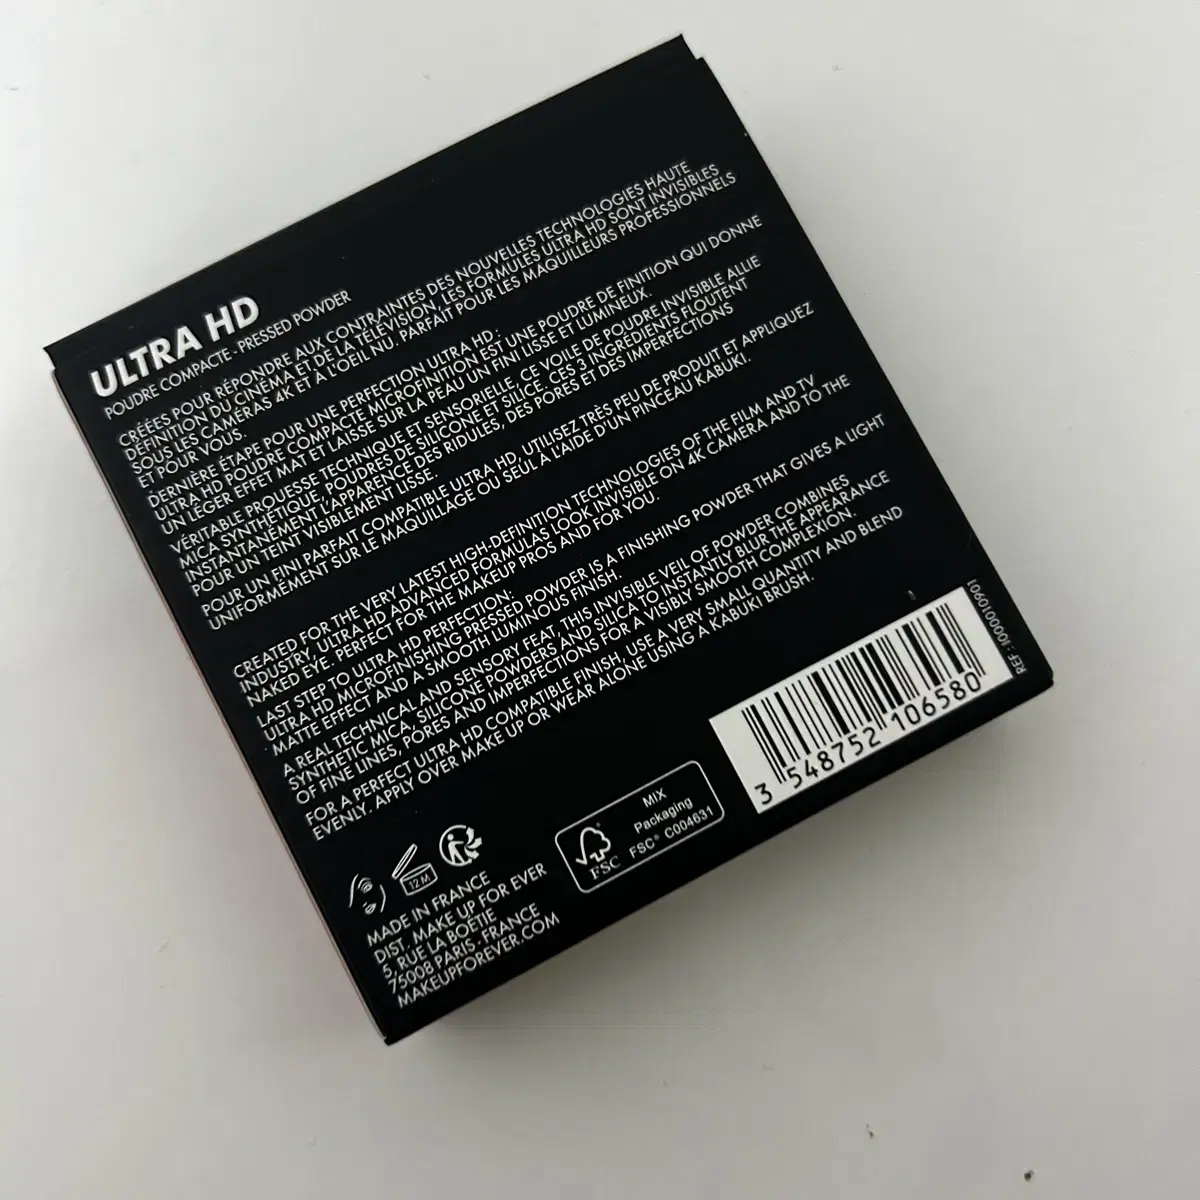 ULTRA HD
POUDRE COMPACTE - PRESSED POWDER
CRÉÉES POUR RÉPONDRE AUX CONTRAINTES DES NOUVELLES TECHNOLOGIES HAUTE
DÉFINITION DU CINÉMA ET DE LA TÉLÉVISION, LES FORMULES ULTRA HD SONT INVISIBLES
SOUS LES CAMÉRAS 4K ET À L'OEIL NU. PARFAIT POUR LES MAQUILLEURS PROFESSIONNELS
ET POUR VOUS.
DERNIÈRE ÉTAPE POUR UNE PERFECTION ULTRA HD :
ULTRA HD POUDRE COMPACTE MICROFINITION EST UNE POUDRE DE FINITION QUI DONNE
UN LÉGER EFFET MAT ET LAISSE SUR LA PEAU UN FINI LISSE ET LUMINEUX.
VÉRITABLE PROUESSE TECHNIQUE ET SENSORIELLE, CE VOILE DE POUDRE INVISIBLE ALLIE
MICA SYNTHÉTIQUE, POUDRES DE SILICONE ET SILICE. CES 3 INGRÉDIENTS FLOUTENT
INSTANTANÉMENT L'APPARENCE DES RIDULES, DES PORES ET DES IMPERFECTIONS
POUR UN TEINT VISIBLEMENT LISSE.
POUR UN FINI PARFAIT COMPATIBLE ULTRA HD, UTILISEZ TRÈS PEU DE PRODUIT ET APPLIQUEZ
UNIFORMÉMENT SUR LE MAQUILLAGE OU SEUL À L'AIDE D'UN PINCEAU KABUKI.
CREATED FOR THE VERY LATEST HIGH-DEFINITION TECHNOLOGIES OF THE FILM AND TV
INDUSTRY, ULTRA HD ADVANCED FORMULAS LOOK INVISIBLE ON 4K CAMERA AND TO THE
NAKED EYE. PERFECT FOR THE MAKEUP PROS AND FOR YOU.
LAST STEP TO ULTRA HD PERFECTION:
ULTRA HD MICROFINISHING PRESSED POWDER IS A FINISHING POWDER THAT GIVES A LIGHT
MATTE EFFECT AND A SMOOTH LUMINOUS FINISH.
A REAL TECHNICAL AND SENSORY FEAT, THIS INVISIBLE VEIL OF POWDER COMBINES
SYNTHETIC MICA, SILICONE POWDERS AND SILICA TO INSTANTLY BLUR THE APPEARANCE
OF FINE LINES, PORES AND IMPERFECTIONS FOR A VISIBLY SMOOTH COMPLEXION.
FOR A PERFECT ULTRA HD COMPATIBLE FINISH, USE A VERY SMALL QUANTITY AND BLEND
EVENLY. APPLY OVER MAKE UP OR WEAR ALONE USING A KABUKI BRUSH.
12M
MADE IN FRANCE
DIST. MAKE UP FOR EVER
5, RUE LA BOÉTIE
75008 PARIS - FRANCE
MAKEUPFOREVER.COM
FSC
MIX
Packaging
FSC® C004631
3 548752 106580
REF : I000010901